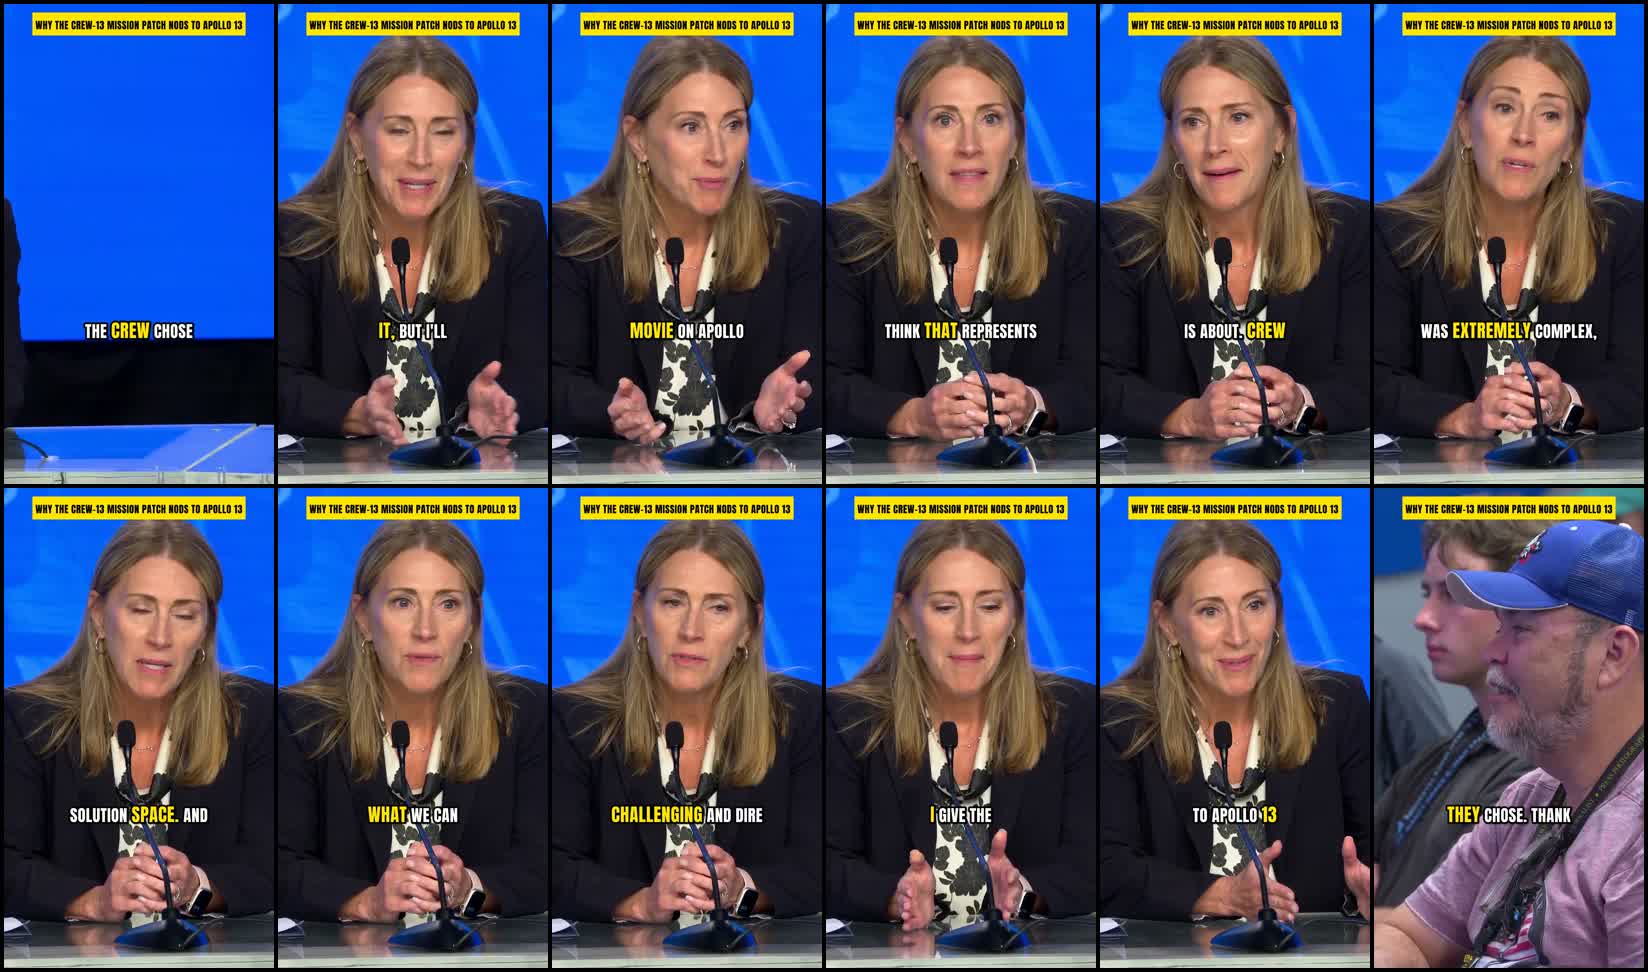 WHY THE CREW-13 MISSION PATCH NODS TO APOLLO 13
THE CREW CHOSE
WHY THE CREW-13 MISSION PATCH NODS TO APOLLO 13
IT, BUT I'LL
WHY THE CREW-13 MISSION PATCH NODS TO APOLLO 13
MOVIE ON APOLLO
WHY THE CREW-13 MISSION PATCH NODS TO APOLLO 13
THINK THAT REPRESENTS
WHY THE CREW-13 MISSION PATCH NODS TO APOLLO 13
IS ABOUT. CREW
WHY THE CREW-13 MISSION PATCH NODS TO APOLLO 13
WAS EXTREMELY COMPLEX,
WHY THE CREW-13 MISSION PATCH NODS TO APOLLO 13
SOLUTION SPACE. AND
WHY THE CREW-13 MISSION PATCH NODS TO APOLLO 13
WHAT WE CAN
WHY THE CREW-13 MISSION PATCH NODS TO APOLLO 13
CHALLENGING AND DIRE
WHY THE CREW-13 MISSION PATCH NODS TO APOLLO 13
I GIVE THE
WHY THE CREW-13 MISSION PATCH NODS TO APOLLO 13
TO APOLLO 13
WHY THE CREW-13 MISSION PATCH NODS TO APOLLO 13
THEY CHOSE. THANK